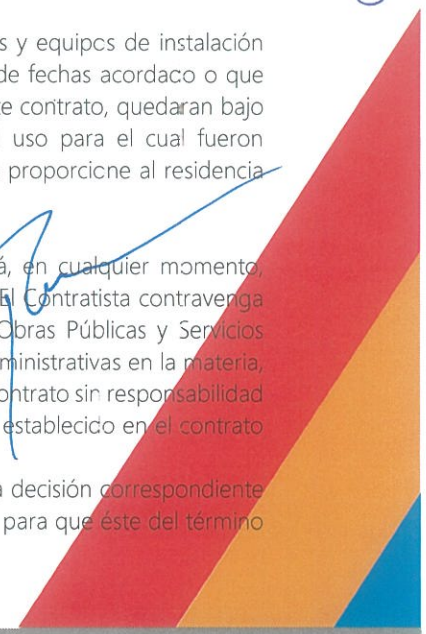 s y equipos de instalación
de fechas acordaco o que
te contrato, quedaran bajo
uso para el cual fueron
proporcione al residencia
á, en cualquier momento,
El Contratista contravenga
Obras Públicas y Servicios
ministrativas en la materia,
ontrato sin responsabilidad
establecido en el contrato
a decisión correspondiente
para que éste del término